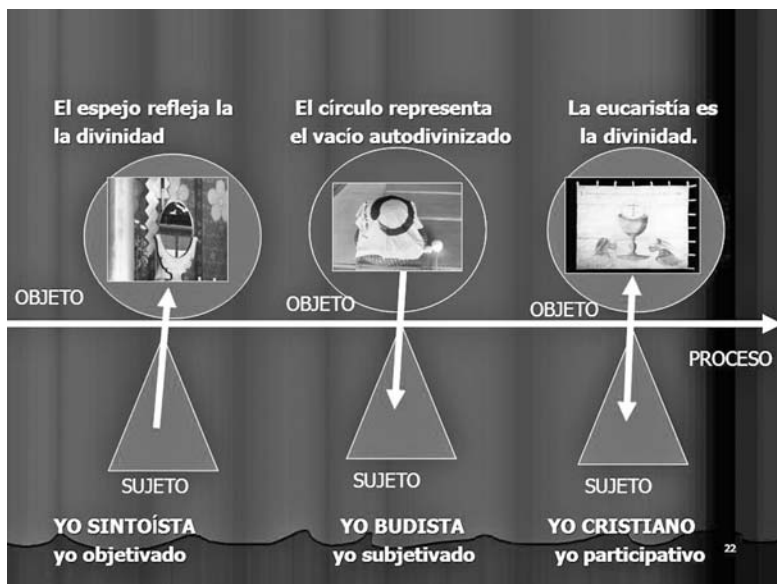 El espejo refleja la
la divinidad
El círculo representa
el vacío autodivinizado
La eucaristía es
la divinidad.
OBJETO
OBJETO
OBJETO
PROCESO
SUJETO
SUJETO
SUJETO
YO SINTOÍSTA
yo objetivado
YO BUDISTA
yo subjetivado
YO CRISTIANO
yo participativo
22